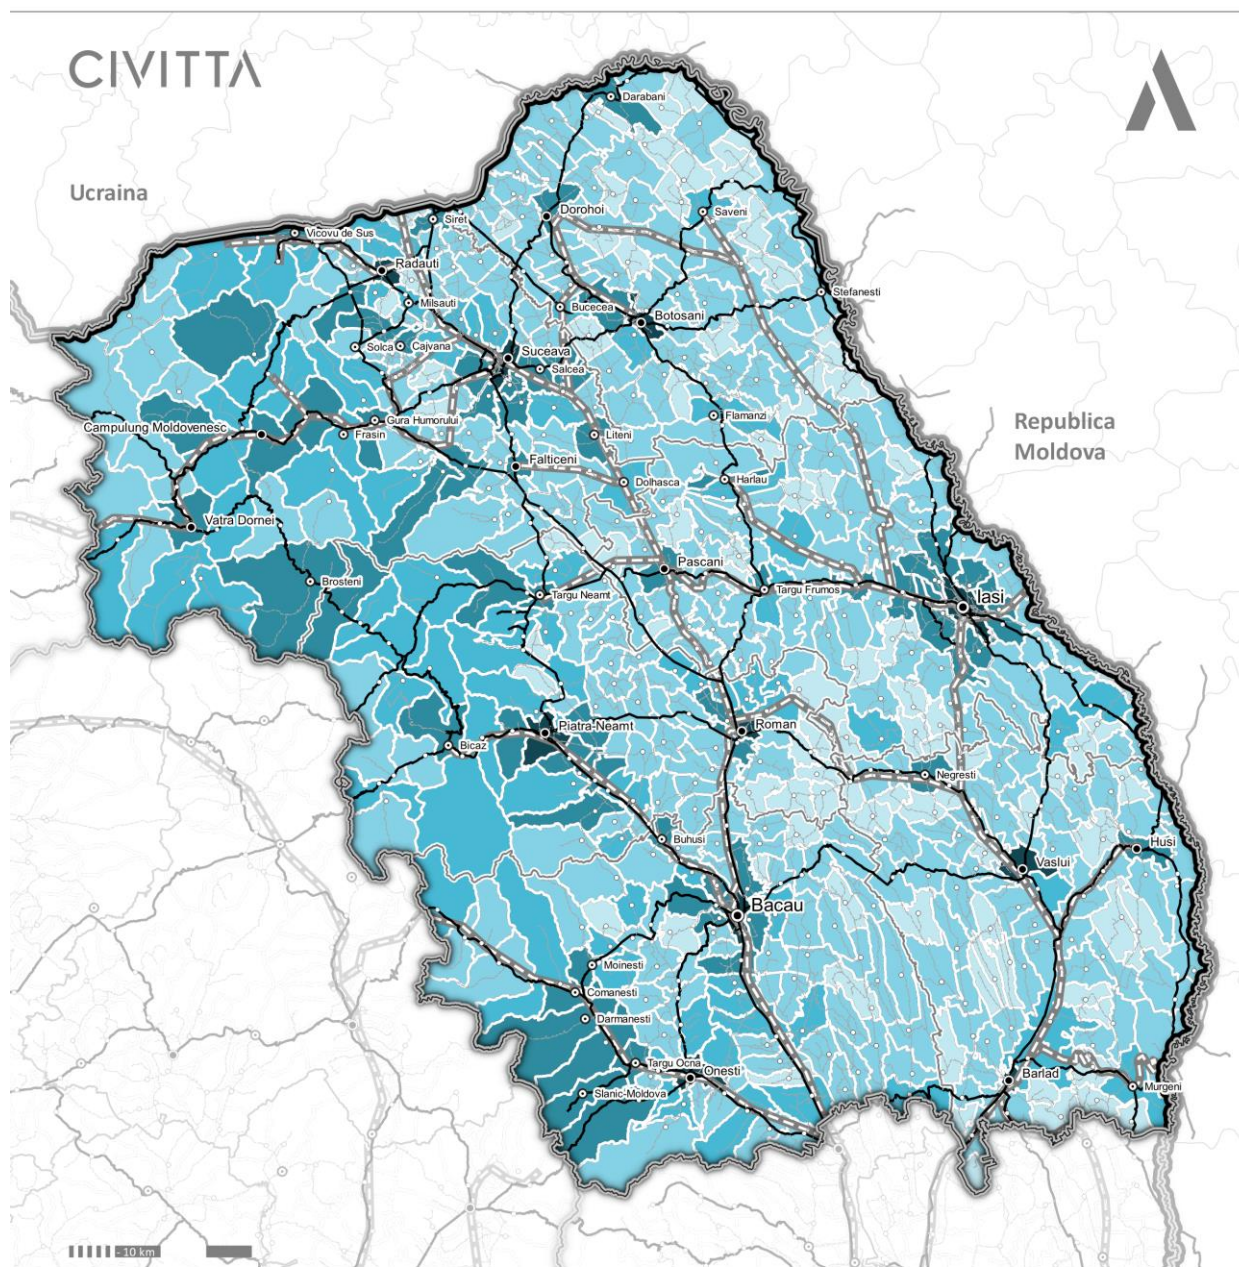 CIVITTA
Darabani
Ucraina
Dorohoi
Saveni
Siret
Vicovu de Sus
Radauti
Stefanesti
Milsauti
Bucecea
Botosani
Solca
Cajvana
Suceava
Salcea
Republica
Moldova
Flamanzi
Gura Humorului
Campulung Moldovenesc
Frasin
Liteni
Falticeni
Dolhasca
Harlau
Vatra Dornei
Pascani
Brosteni
Targu Neamt
Targu Frumos
Iasi
Piatra-Neamt
Roman
Bicaz
Negresti
Buhusi
Husi
Vaslui
Bacau
Moinesti
Comanesti
Darmanesti
Targu Ocna
Onesti
Barlad
Slanic-Moldova
Murgeni
- 10 km